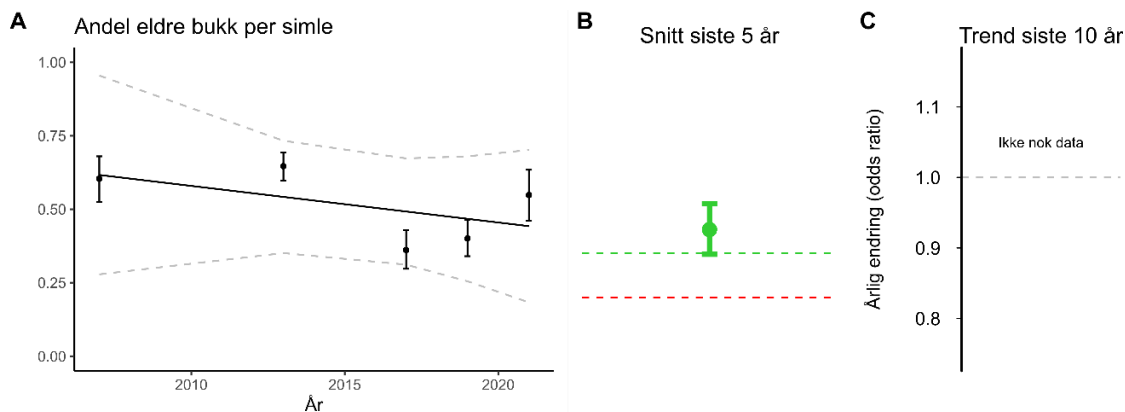 A
Andel eldre bukk per simle
1.00
0.75
0.50
0.25
0.00
2010
2015
2020
År
B
Snitt siste 5 år
C
Trend siste 10 år
Årlig endring (odds ratio)
1.1
1.0
0.9
0.8
Ikke nok data